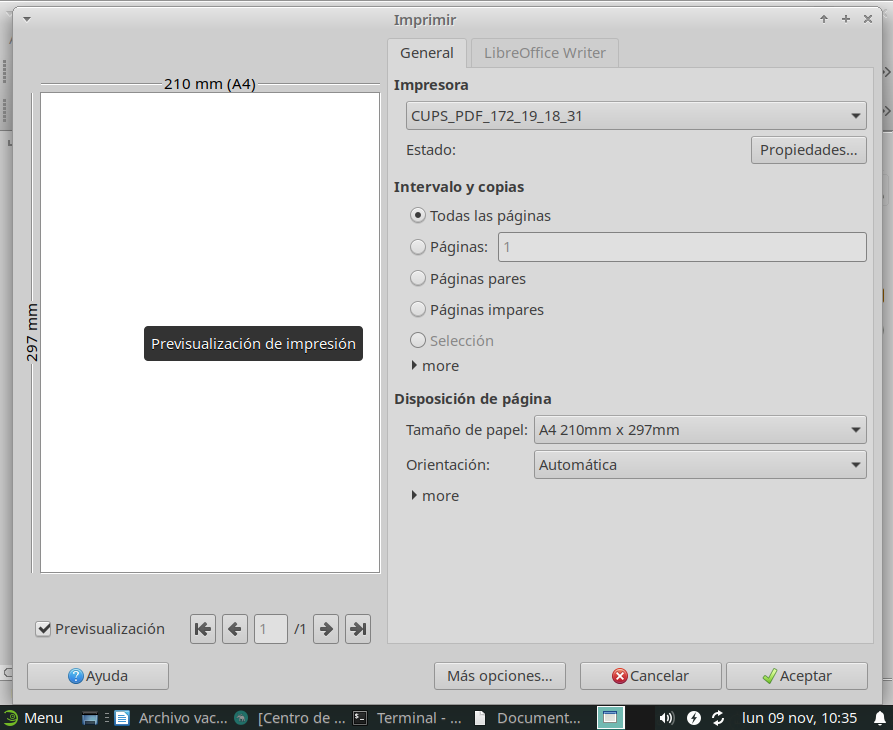 Imprimir
General
LibreOffice Writer
210 mm (A4)
297 mm
Previsualización de impresión
Impresora
CUPS_PDF_172_19_18_31
Estado:
Propiedades...
Intervalo y copias
Todas las páginas
Páginas:
1
Páginas pares
Páginas impares
Selección
more
Disposición de página
Tamaño de papel:
A4 210mm x 297mm
Orientación:
Automática
more
Previsualización
1
/1
Ayuda
Más opciones...
Cancelar
Aceptar
Menu
Archivo vac...
[Centro de ...
Terminal - ...
Document...
lun 09 nov, 10:35